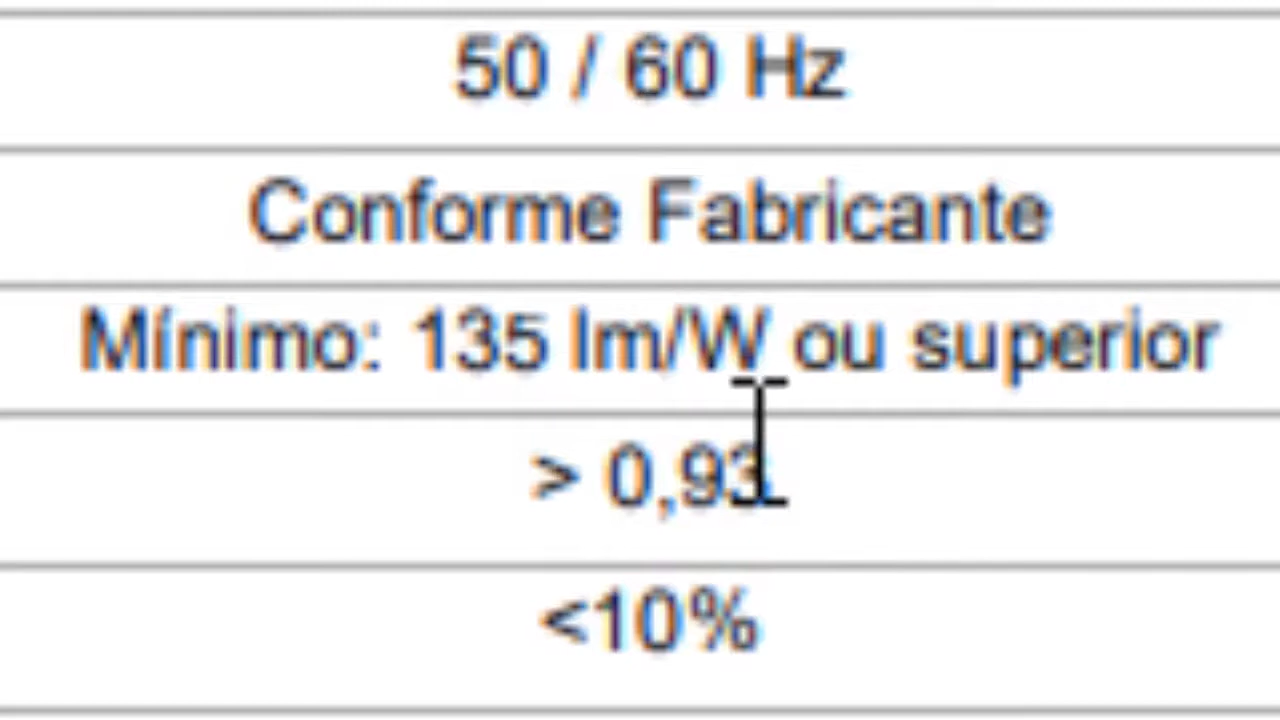 50 / 60 Hz
Conforme Fabricante
Mínimo: 135 lm/W ou superior
> 0,93
<10%